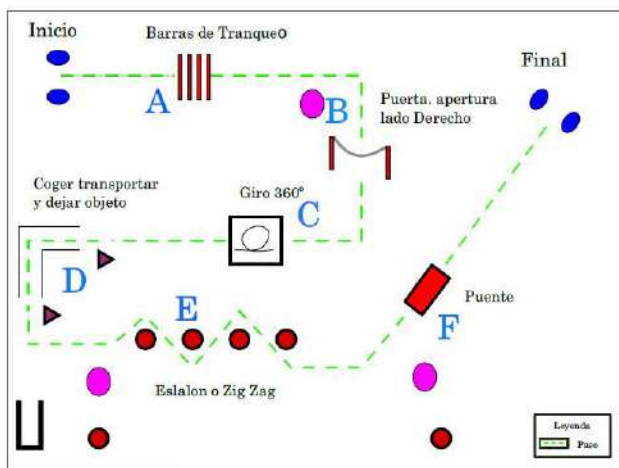 Inicio
Barras de Tranqueo
Final
A
B
Puerta. apertura
lado Derecho
Coger transportar
y dejar objeto
Giro 360°
C
D
E
Puente
F
Eslalon o Zig Zag
Leyenda
Paso